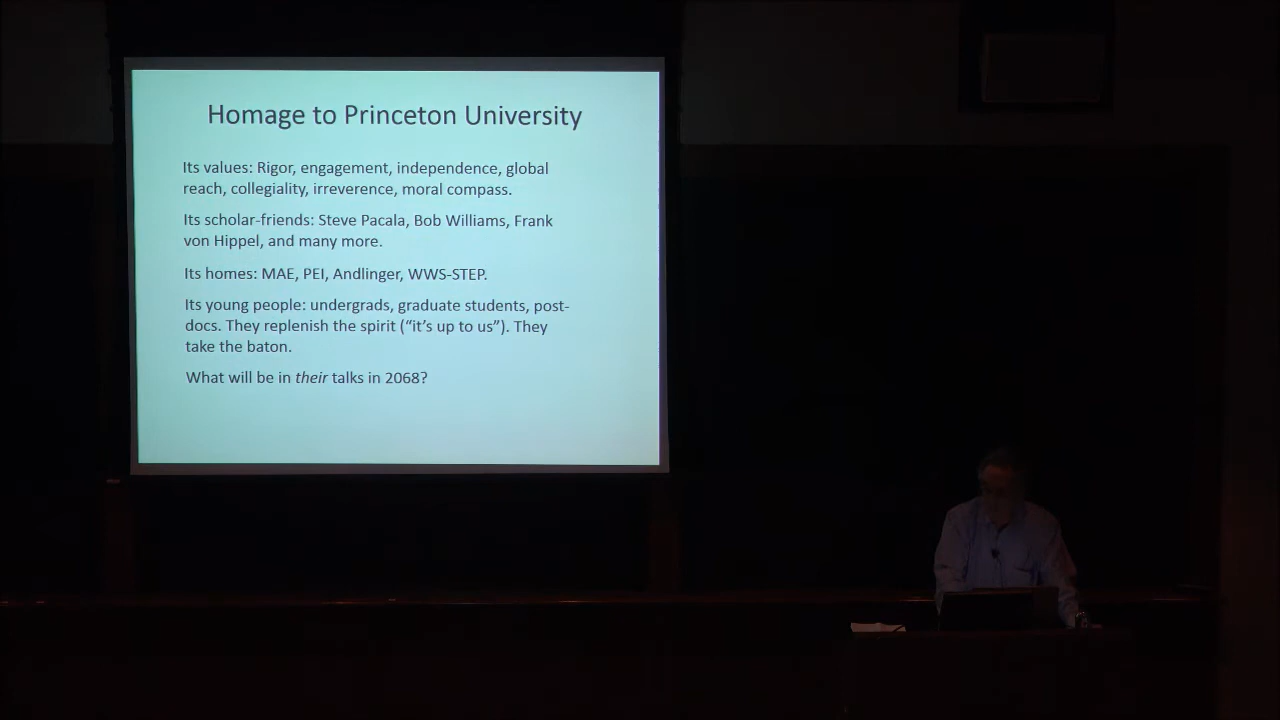 Homage to Princeton University
Its values: Rigor, engagement, independence, global
reach, collegiality, irreverence, moral compass.
Its scholar-friends: Steve Pacala, Bob Williams, Frank
von Hippel, and many more.
Its homes: MAE, PEI, Andlinger, WWS-STEP.
Its young people: undergrads, graduate students, post-
docs. They replenish the spirit (“it’s up to us”). They
take the baton.
What will be in their talks in 2068?